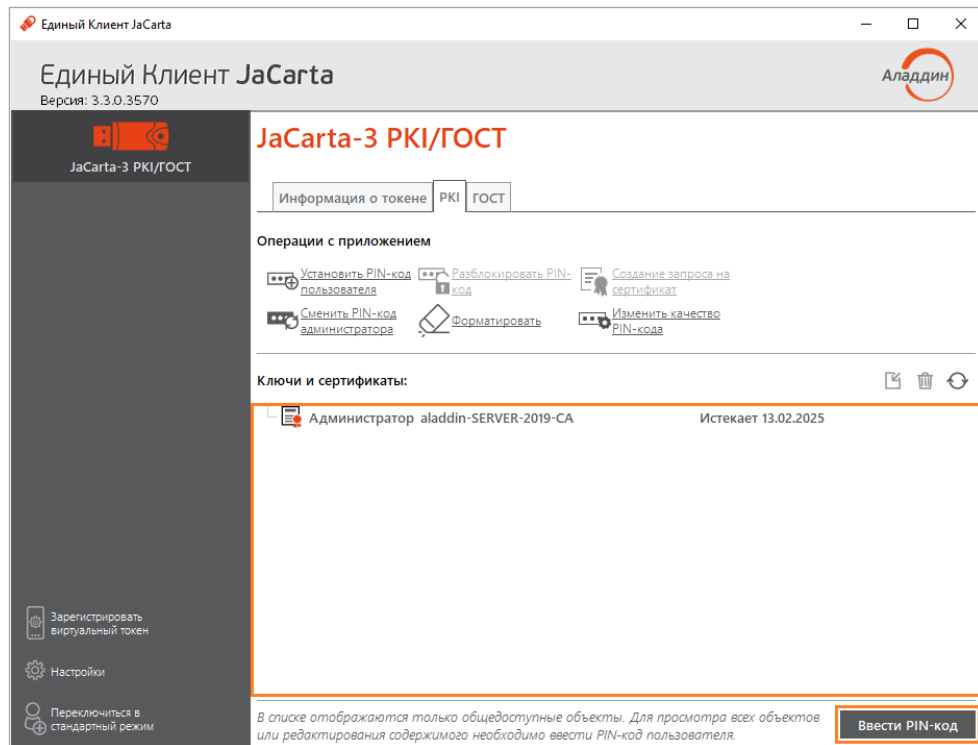 Единый Клиент JaCarta
Единый Клиент JaCarta
Версия: 3.3.0.3570
Аладдин
JaCarta-3 PKI/ГОСТ
JaCarta-3 PKI/ГОСТ
Информация о токене PKI ГОСТ
Операции с приложением
Установить PIN-код
пользователя
Разблокировать PIN-
код
Создание запроса на
сертификат
Сменить PIN-код
администратора
Форматировать
Изменить качество
PIN-кода
Ключи и сертификаты:
Администратор aladdin-SERVER-2019-CA Истекает 13.02.2025
Зарегистрировать
виртуальный токен
Настройки
Переключиться в
стандартный режим
В списке отображаются только общедоступные объекты. Для просмотра всех объектов
или редактирования содержимого необходимо ввести PIN-код пользователя.
Ввести PIN-код